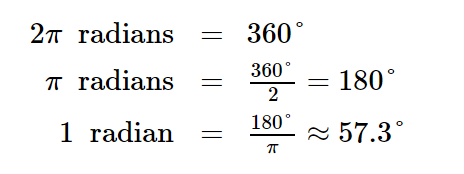 2π radians = 360°
π radians = 360°/2 = 180°
1 radian = 180°/π ≈ 57.3°